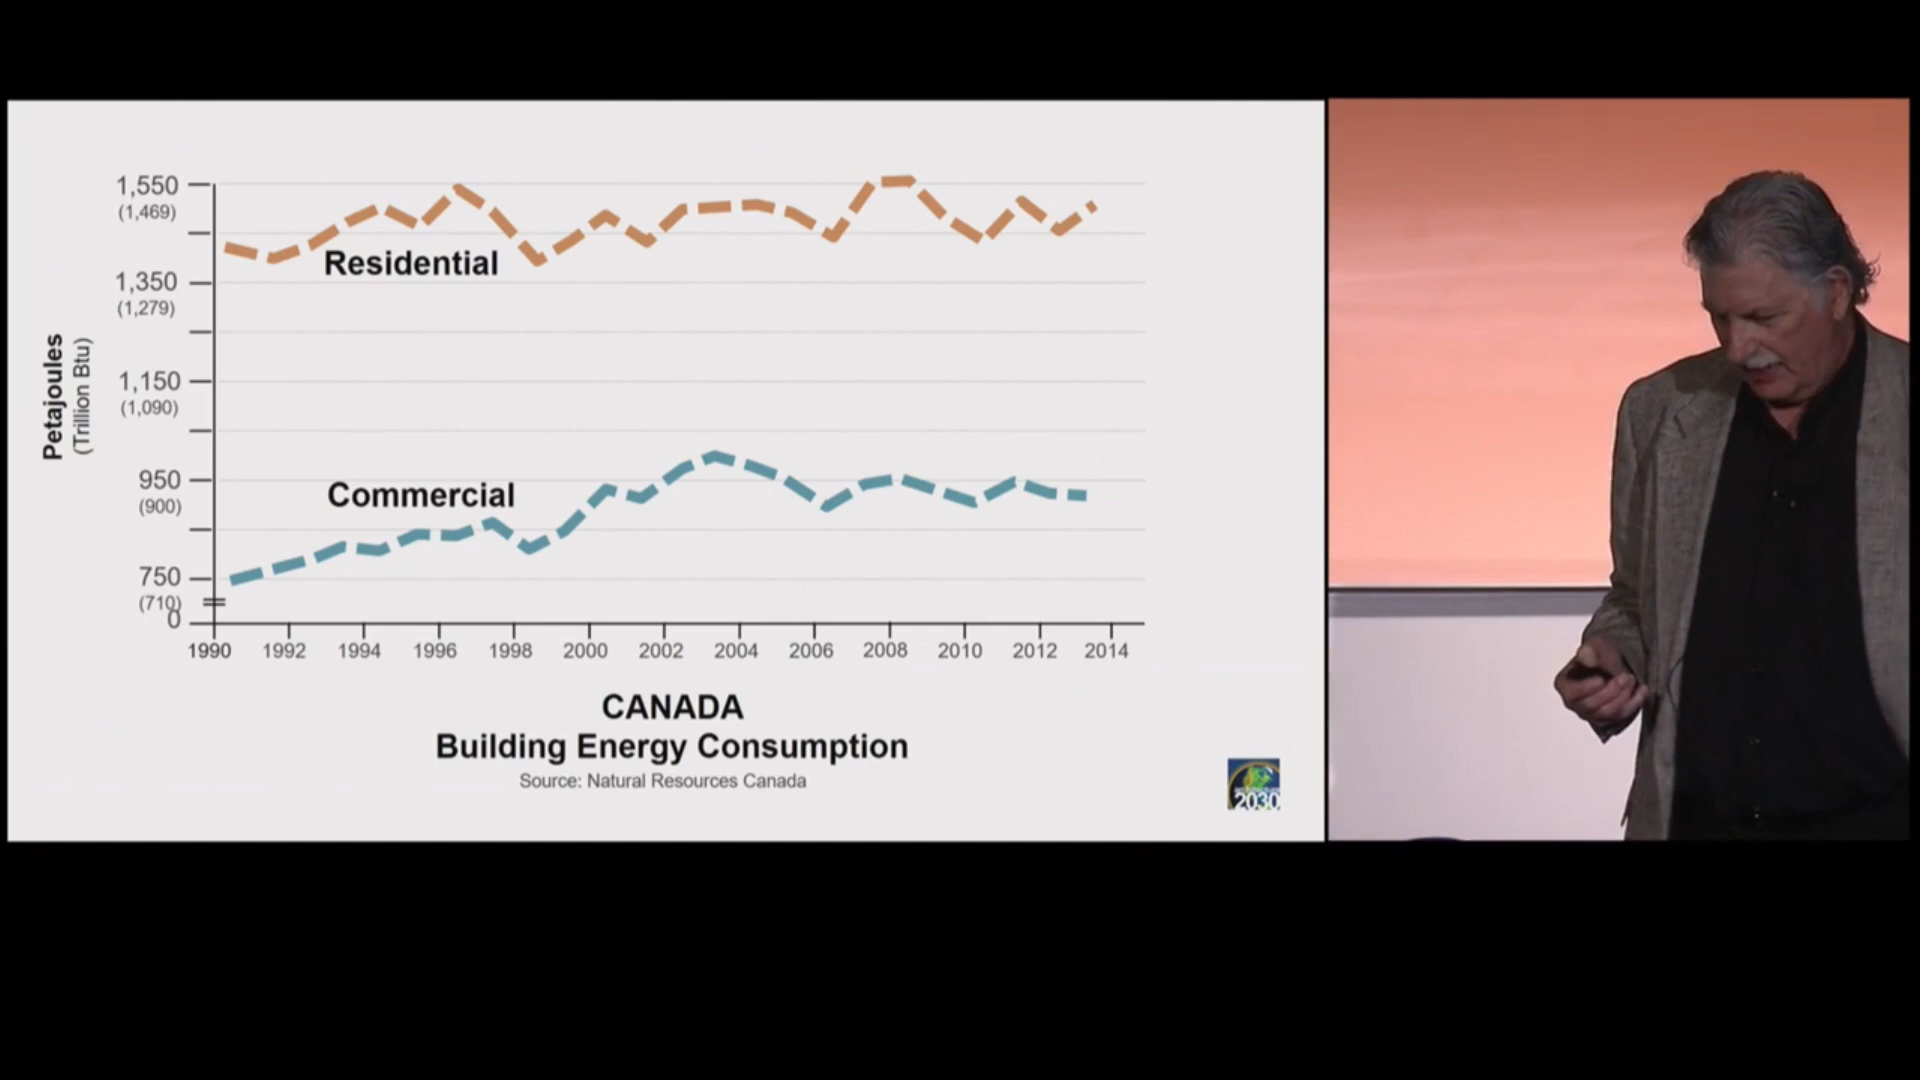 1,550
(1,469)
1,350
(1,279)
1,150
(1,090)
950
(900)
750
(710)
0
Petajoules
(Trillion Btu)
Residential
Commercial
1990 1992 1994 1996 1998 2000 2002 2004 2006 2008 2010 2012 2014
CANADA
Building Energy Consumption
Source: Natural Resources Canada
2030